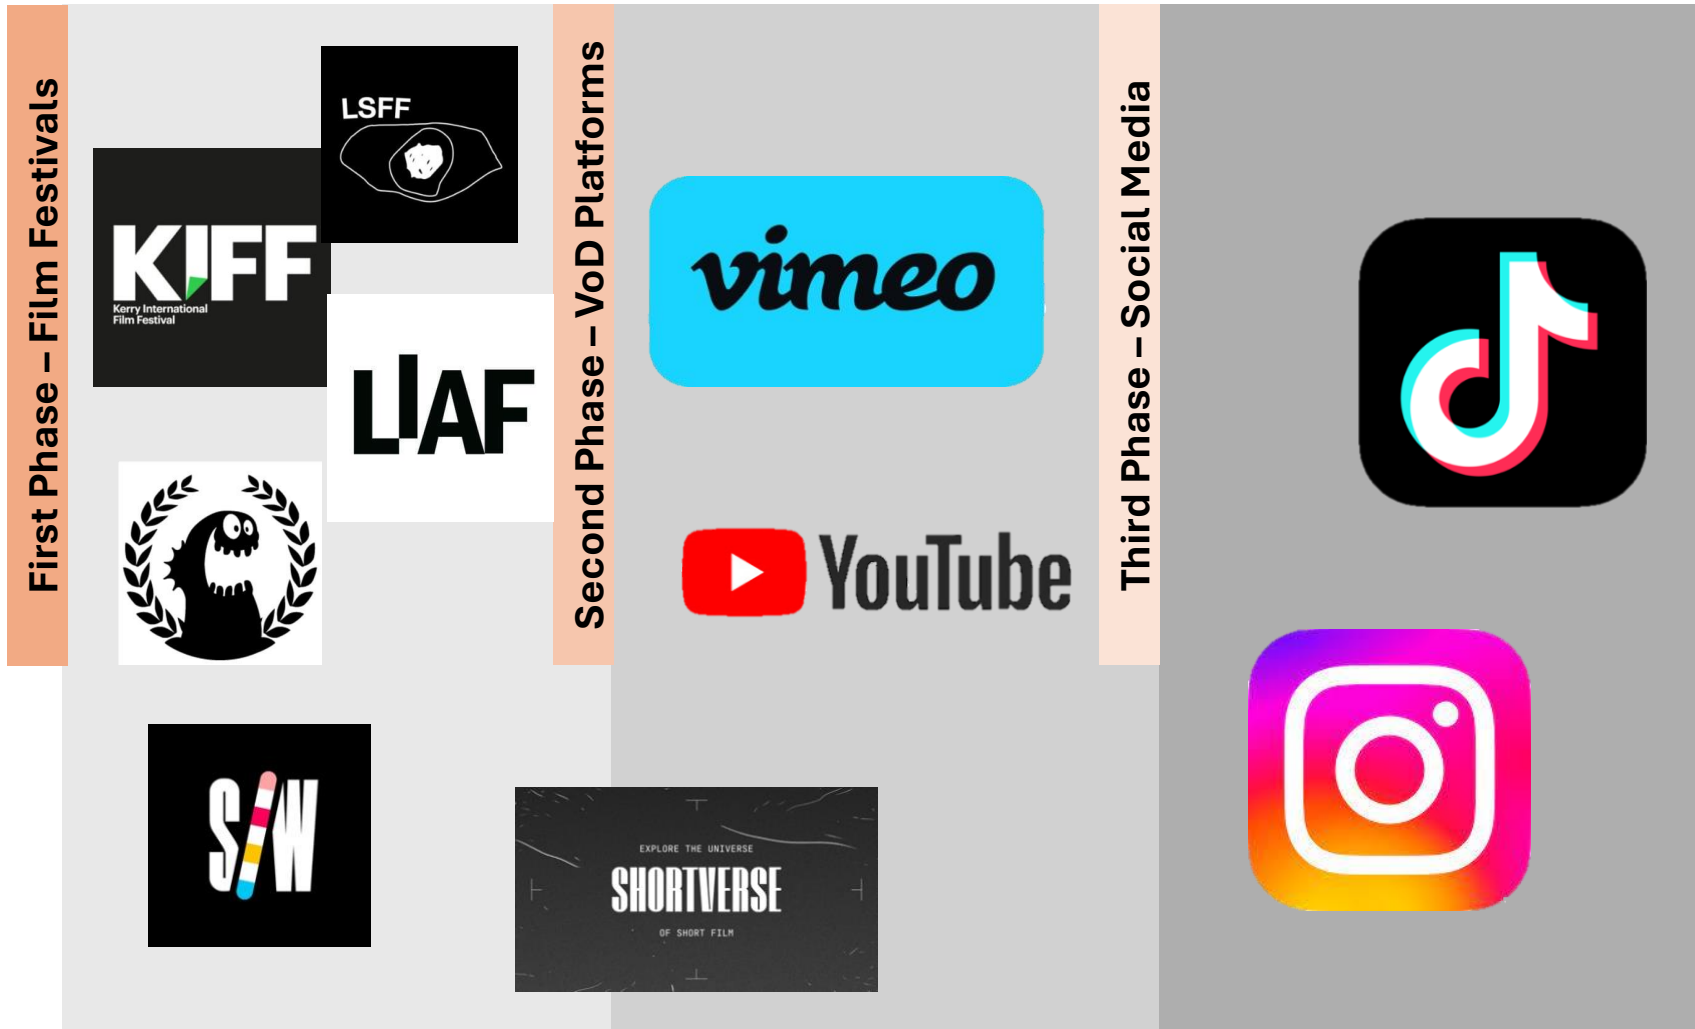 First Phase – Film Festivals
LSFF
KIFF
Kerry International
Film Festival
LIAF
S/W
Second Phase – VoD Platforms
vimeo
YouTube
EXPLORE THE UNIVERSE
SHORTVERSE
OF SHORT FILM
Third Phase – Social Media